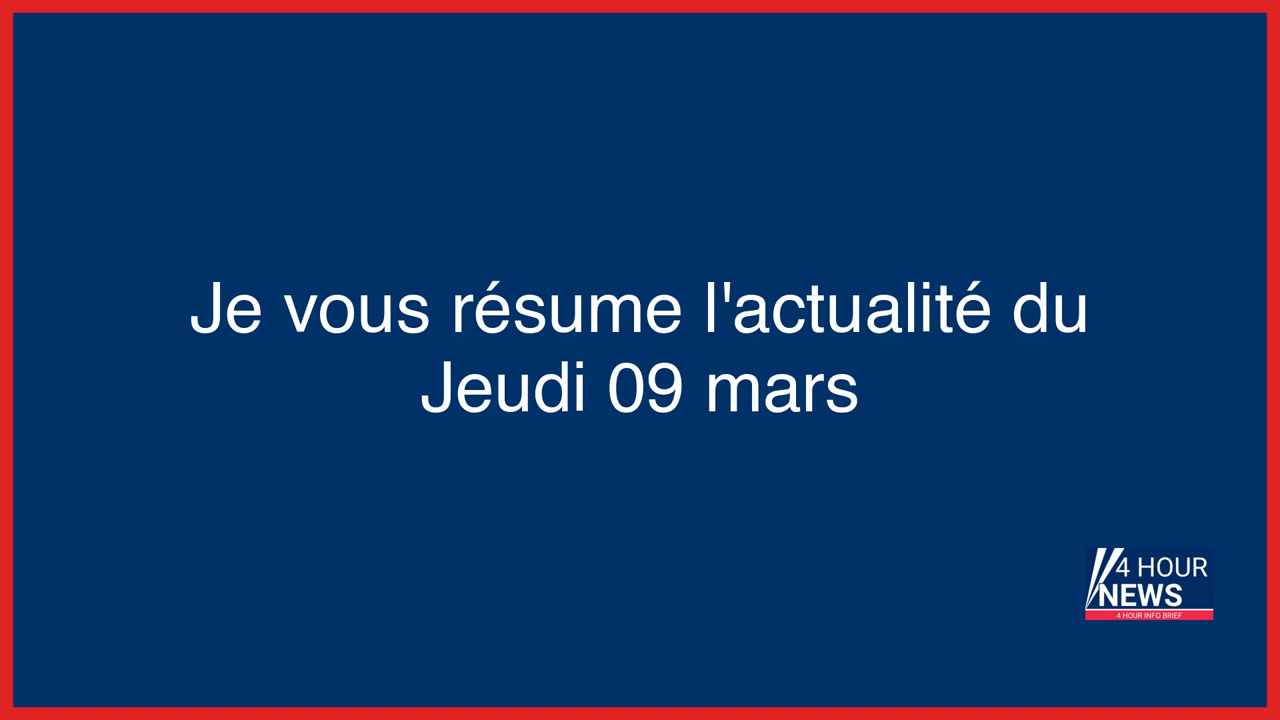 Je vous résume l'actualité du
Jeudi 09 mars
4 HOUR
NEWS
4 HOUR INFO BRIEF